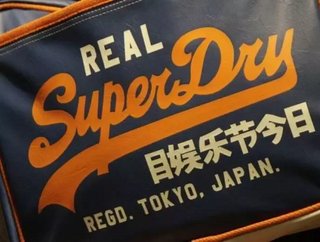 REAL
SuperDry
目娱乐节今日
REGD. TOKYO, JAPAN.